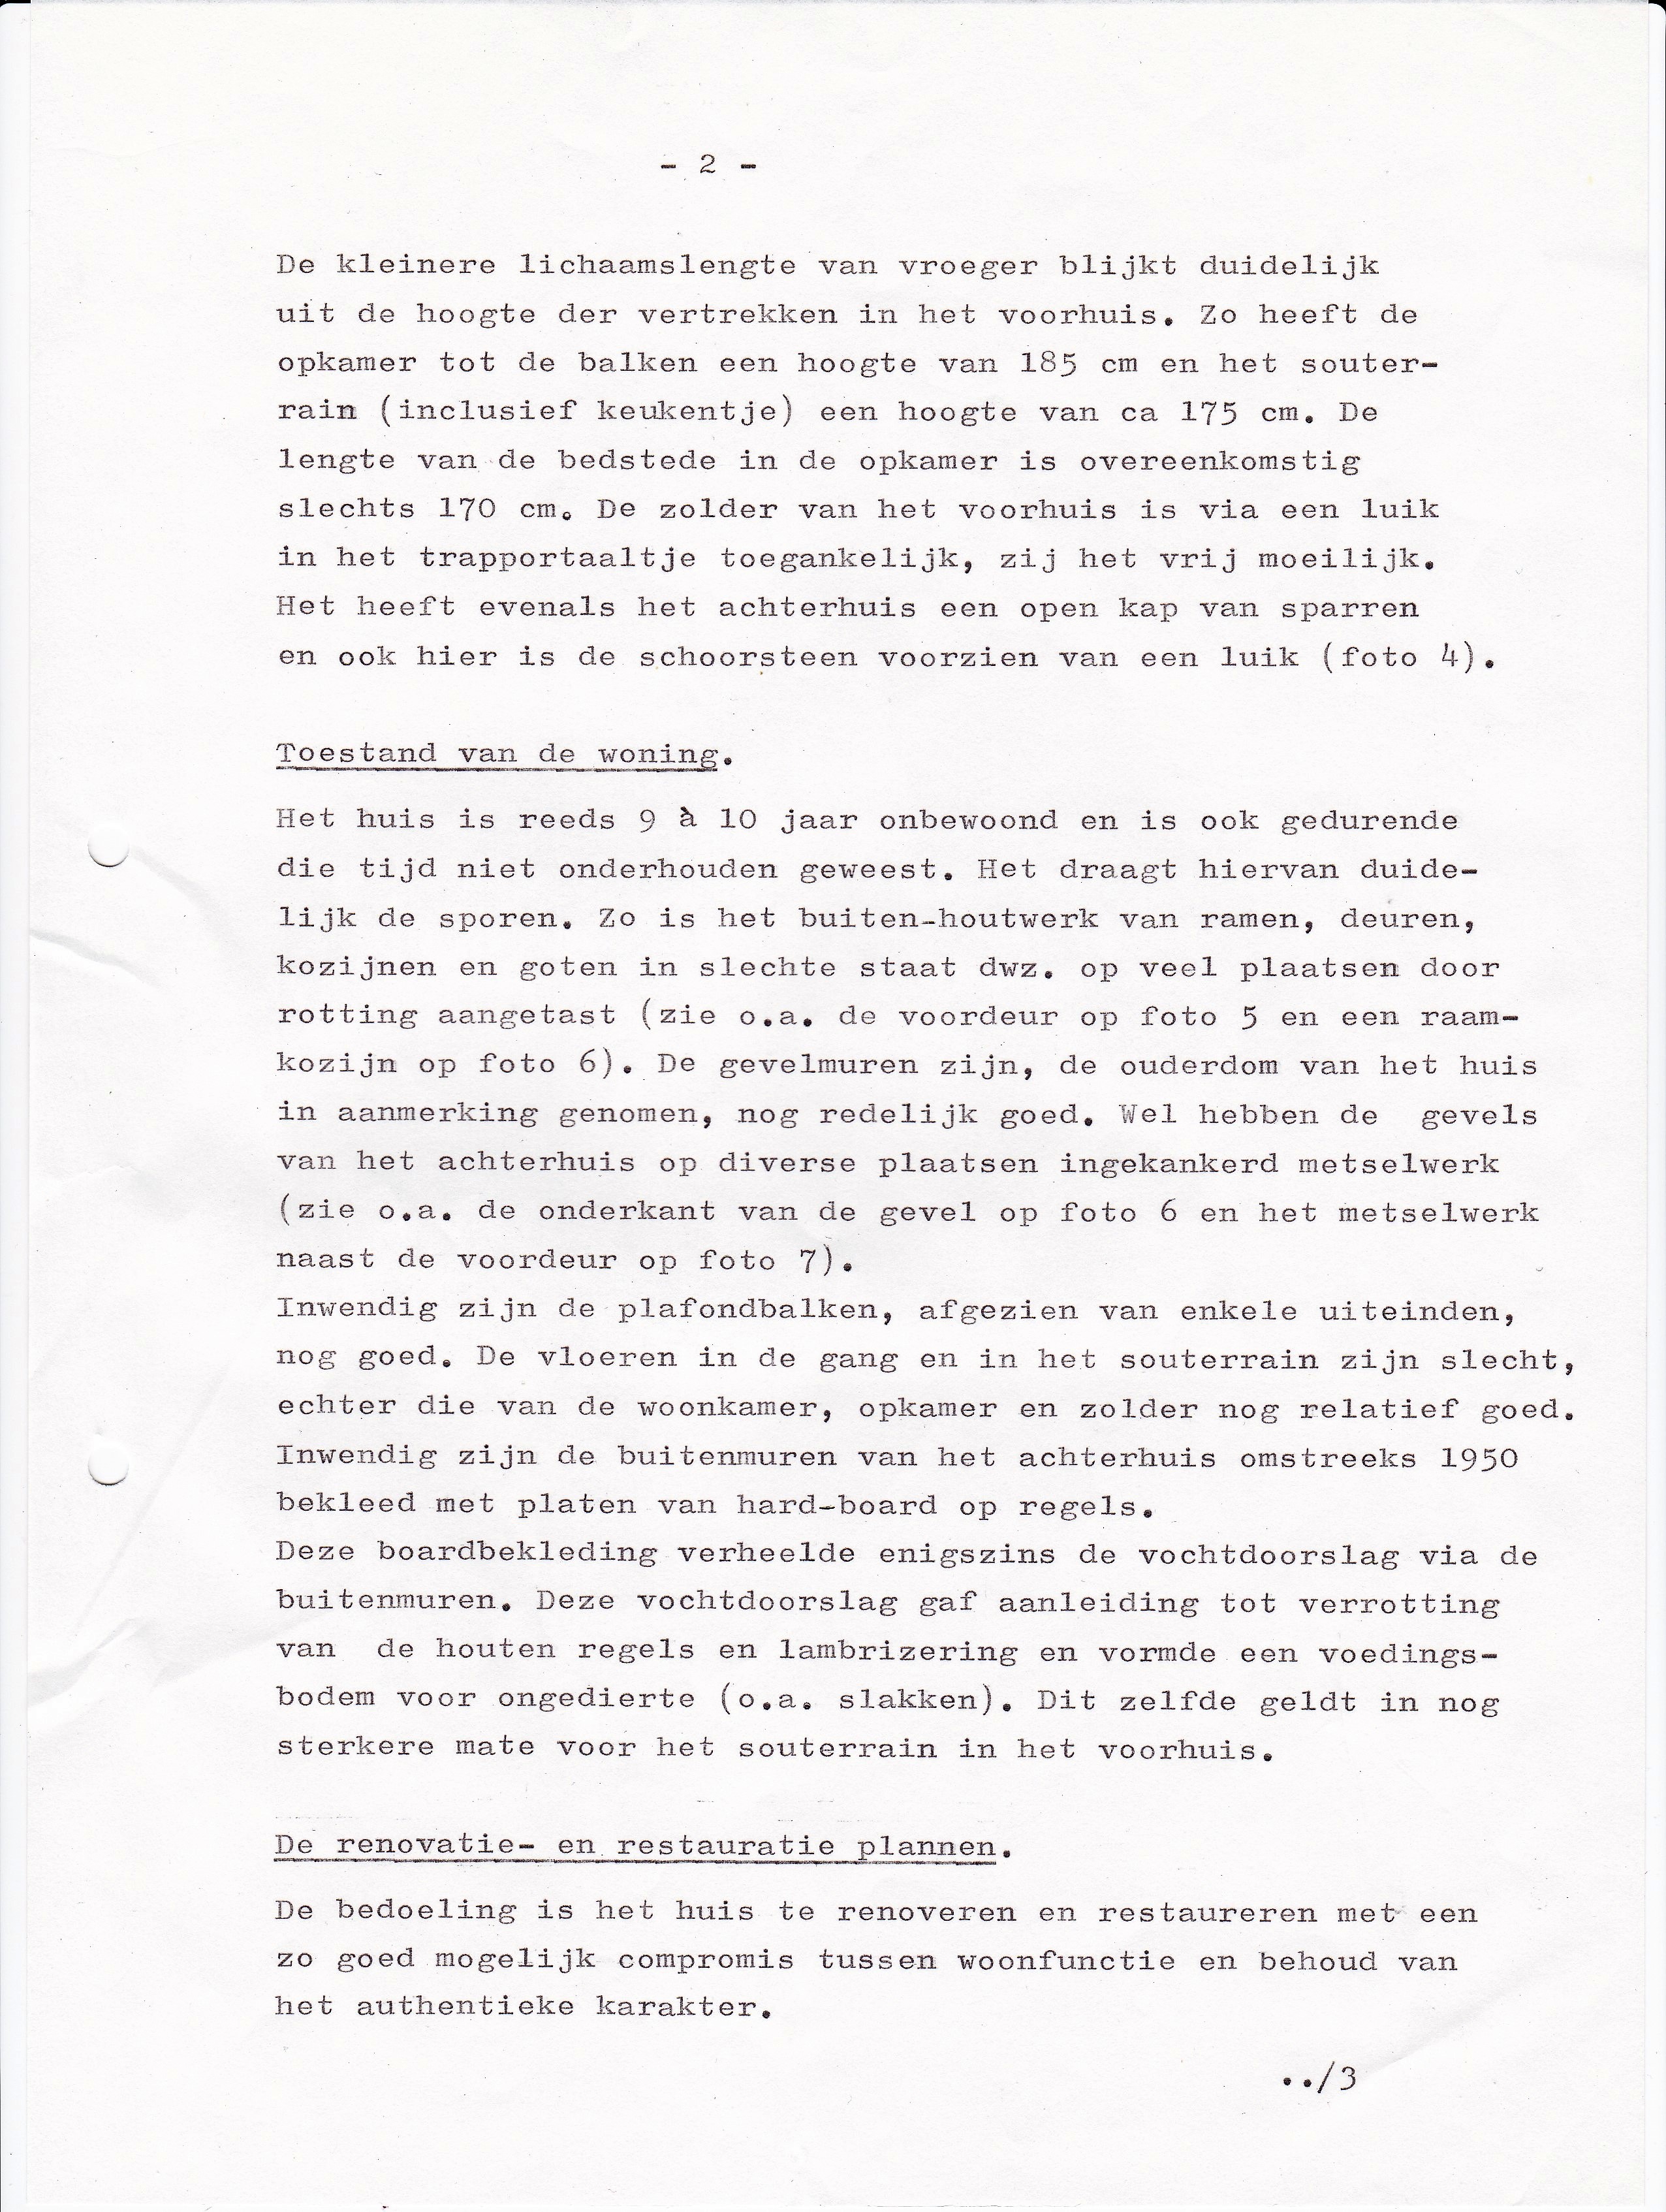 - 2 -
De kleinere lichaamslengte van vroeger blijkt duidelijk
uit de hoogte der vertrekken in het voorhuis. Zo heeft de
opkamer tot de balken een hoogte van 185 cm en het souter-
rain (inclusief keukentje) een hoogte van ca 175 cm. De
lengte van de bedstede in de opkamer is overeenkomstig
slechts 170 cm. De zolder van het voorhuis is via een luik
in het trapportaaltje toegankelijk, zij het vrij moeilijk.
Het heeft evenals het achterhuis een open kap van sparren
en ook hier is de schoorsteen voorzien van een luik (foto 4).
Toestand van de woning.
Het huis is reeds 9 à 10 jaar onbewoond en is ook gedurende
die tijd niet onderhouden geweest. Het draagt hiervan duide-
lijk de sporen. Zo is het buiten-houtwerk van ramen, deuren,
kozijnen en goten in slechte staat dwz. op veel plaatsen door
rotting aangetast (zie o.a. de voordeur op foto 5 en een raam-
kozijn op foto 6). De gevelmuren zijn, de ouderdom van het huis
in aanmerking genomen, nog redelijk goed. Wel hebben de  gevels
van het achterhuis op diverse plaatsen ingekankerd metselwerk
(zie o.a. de onderkant van de gevel op foto 6 en het metselwerk
naast de voordeur op foto 7).
Inwendig zijn de plafondbalken, afgezien van enkele uiteinden,
nog goed. De vloeren in de gang en in het souterrain zijn slecht,
echter die van de woonkamer, opkamer en zolder nog relatief goed.
Inwendig zijn de buitenmuren van het achterhuis omstreeks 1950
bekleed met platen van hard-board op regels.
Deze boardbekleding verheelde enigszins de vochtdoorslag via de
buitenmuren. Deze vochtdoorslag gaf aanleiding tot verrotting
van  de houten regels en lambrizering en vormde een voedings-
bodem voor ongedierte (o.a. slakken). Dit zelfde geldt in nog
sterkere mate voor het souterrain in het voorhuis.
De renovatie- en restauratie plannen.
De bedoeling is het huis te renoveren en restaureren met een
zo goed mogelijk compromis tussen woonfunctie en behoud van
het authentieke karakter.
../3